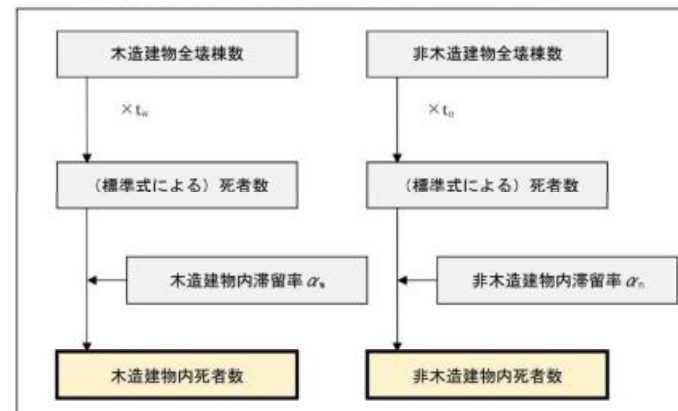 木造建物全壊棟数
非木造建物全壊棟数
×tw
×tn
(標準式による)死者数
(標準式による)死者数
木造建物内滞留率 αw
非木造建物内滞留率 αn
木造建物内死者数
非木造建物内死者数